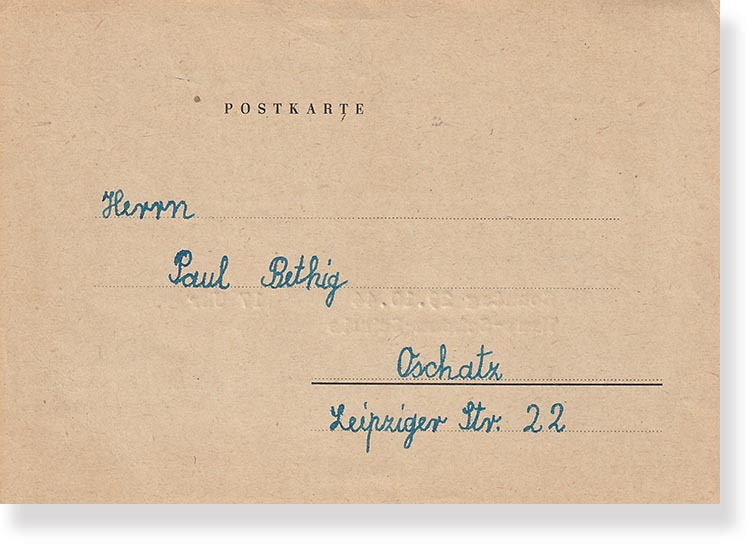 POSTKARTE
Herrn
Paul Bethig
Oschatz
Leipziger Str. 22